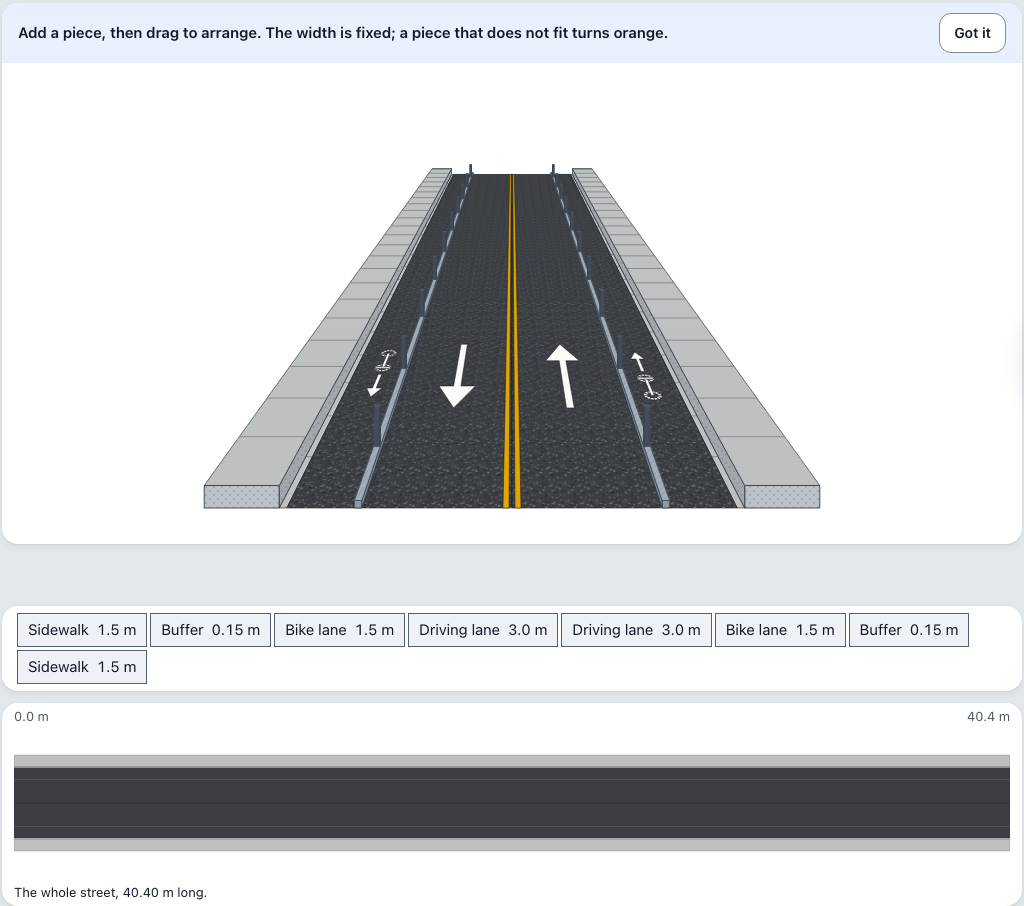 Add a piece, then drag to arrange. The width is fixed; a piece that does not fit turns orange.
Got it
Sidewalk 1.5 m
Buffer 0.15 m
Bike lane 1.5 m
Driving lane 3.0 m
Driving lane 3.0 m
Bike lane 1.5 m
Buffer 0.15 m
Sidewalk 1.5 m
0.0 m
40.4 m
The whole street, 40.40 m long.